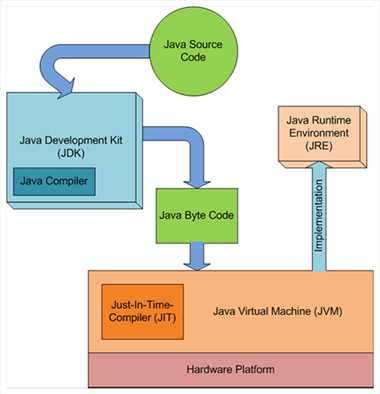 Java Source
Code
Java Development Kit
(JDK)
Java Compiler
Java Runtime
Environment
(JRE)
Java Byte Code
Implementation
Just-In-Time-
Compiler (JIT)
Java Virtual Machine (JVM)
Hardware Platform